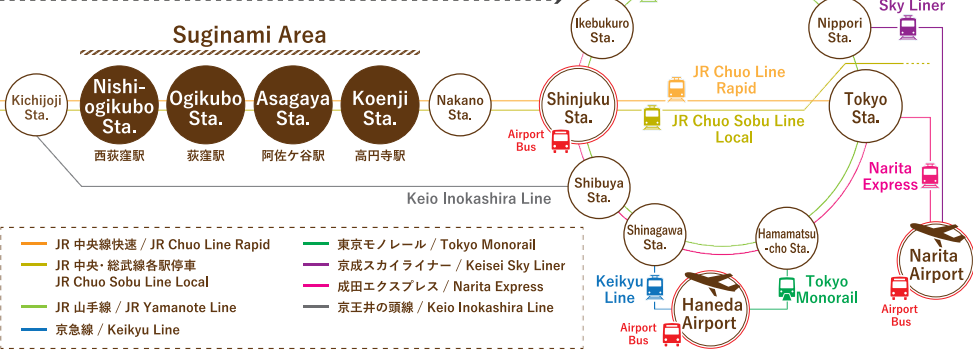 Sky Liner
Ikebukuro
Sta.
Nippori
Sta.
Suginami Area
Kichijoji
Sta.
Nishi-
ogikubo
Sta.
Ogikubo
Sta.
Asagaya
Sta.
Koenji
Sta.
Nakano
Sta.
Shinjuku
Sta.
JR Chuo Line
Rapid
JR Chuo Sobu Line
Local
Tokyo
Sta.
西荻窪駅
荻窪駅
阿佐ケ谷駅
高円寺駅
Airport
Bus
Narita
Express
Keio Inokashira Line
Shibuya
Sta.
Shinagawa
Sta.
Hamamatsu
-cho Sta.
Keikyu
Line
Haneda
Airport
Tokyo
Monorail
Narita
Airport
Airport
Bus
Airport
Bus
JR 中央線快速 / JR Chuo Line Rapid
JR 中央・総武線各駅停車
JR Chuo Sobu Line Local
JR 山手線 / JR Yamanote Line
京急線 / Keikyu Line
東京モノレール / Tokyo Monorail
京成スカイライナー / Keisei Sky Liner
成田エクスプレス / Narita Express
京王井の頭線 / Keio Inokashira Line